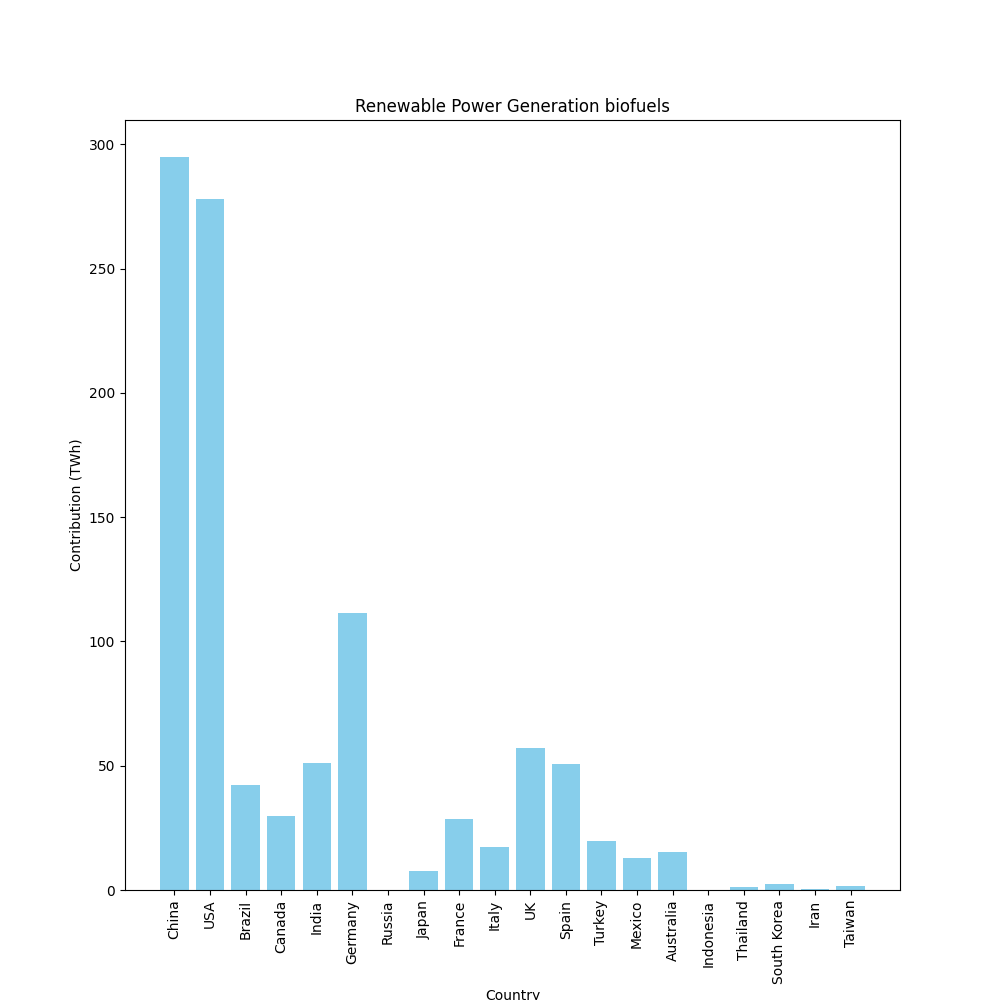 Renewable Power Generation biofuels
300
250
200
150
100
50
0
Contribution (TWh)
China
USA
Brazil
Canada
India
Germany
Russia
Japan
France
Italy
UK
Spain
Turkey
Mexico
Australia
Indonesia
Thailand
South Korea
Iran
Taiwan
Country